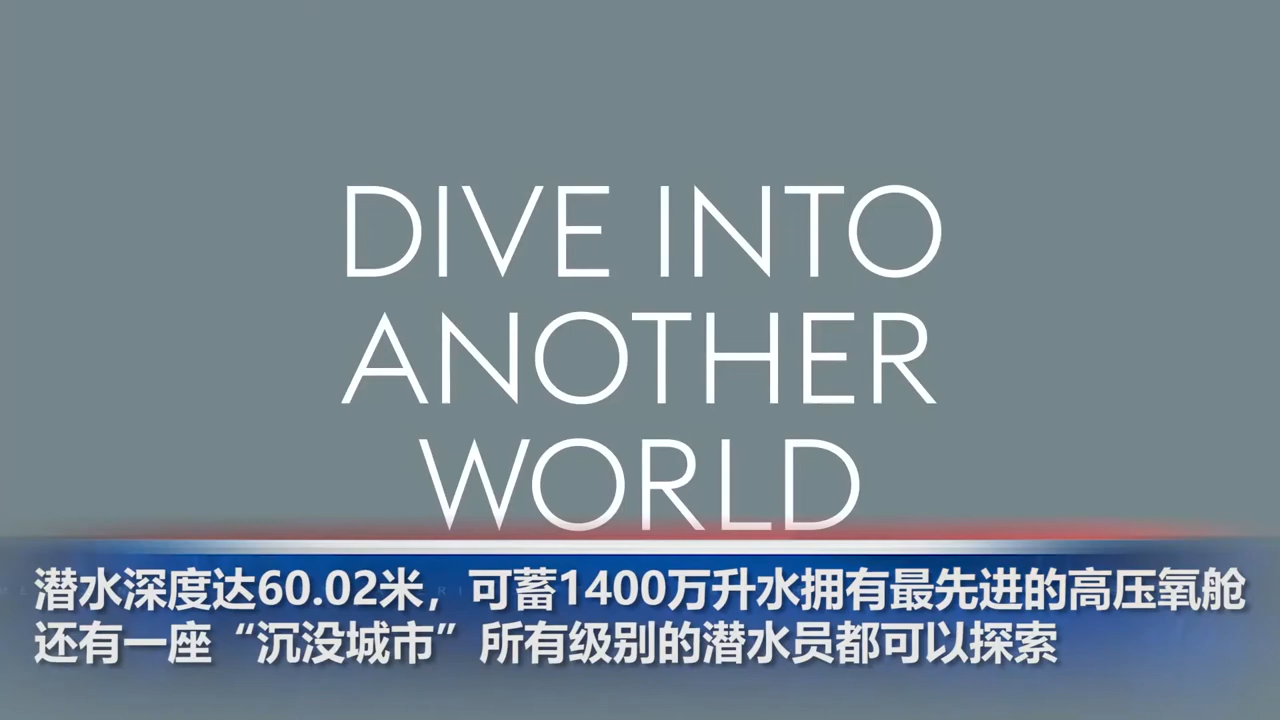 DIVE INTO
ANOTHER
WORLD
潜水深度达60.02米，可蓄1400万升水拥有最先进的高压氧舱
还有一座“沉没城市”所有级别的潜水员都可以探索